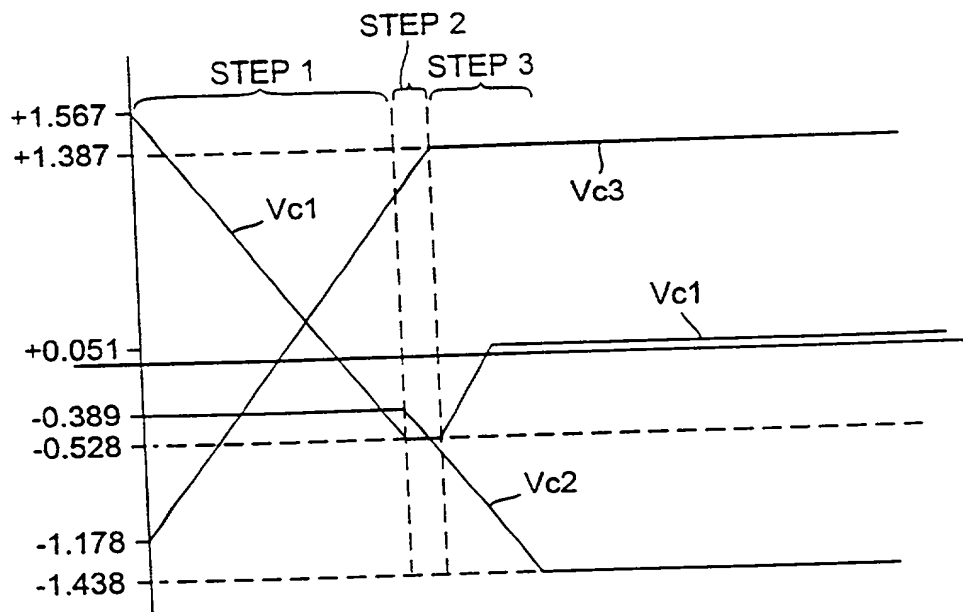 STEP 2
STEP 1
STEP 3
+1.567
+1.387
Vc1
Vc3
Vc1
+0.051
-0.389
-0.528
Vc2
-1.178
-1.438